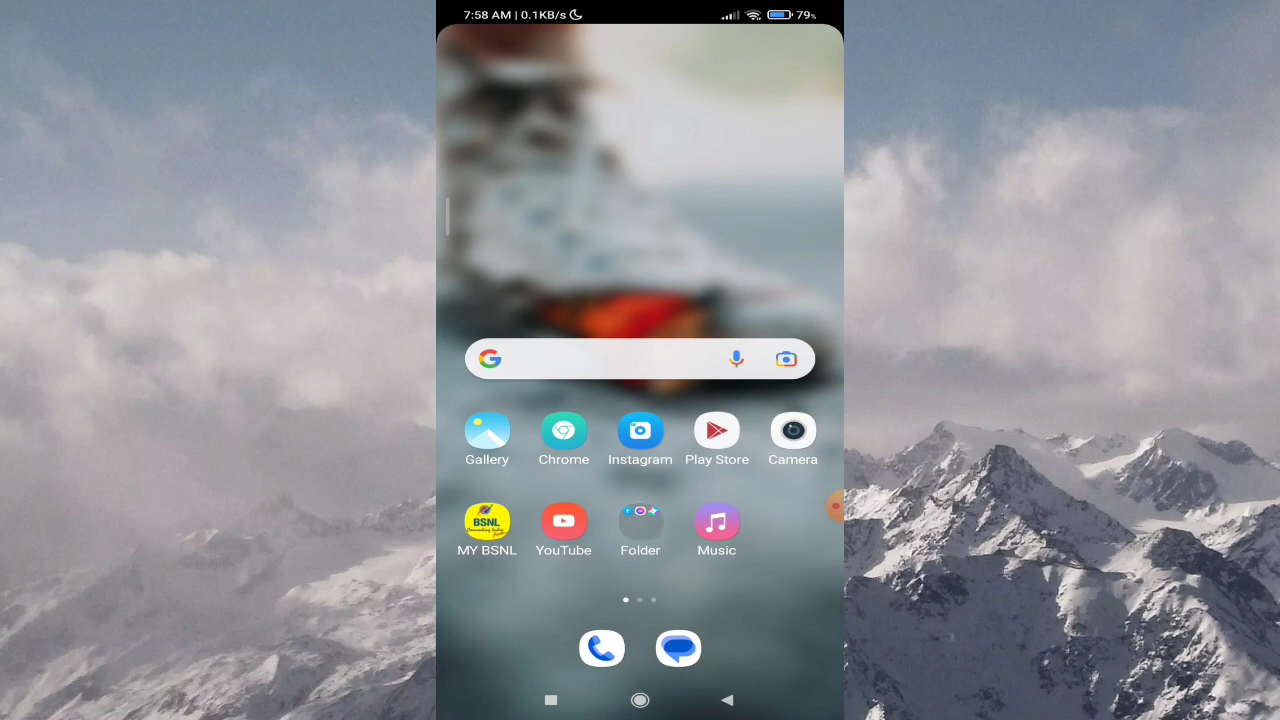 7:58 AM | 0.1KB/s 79%
Gallery Chrome Instagram Play Store Camera
BSNL
MY BSNL YouTube Folder Music